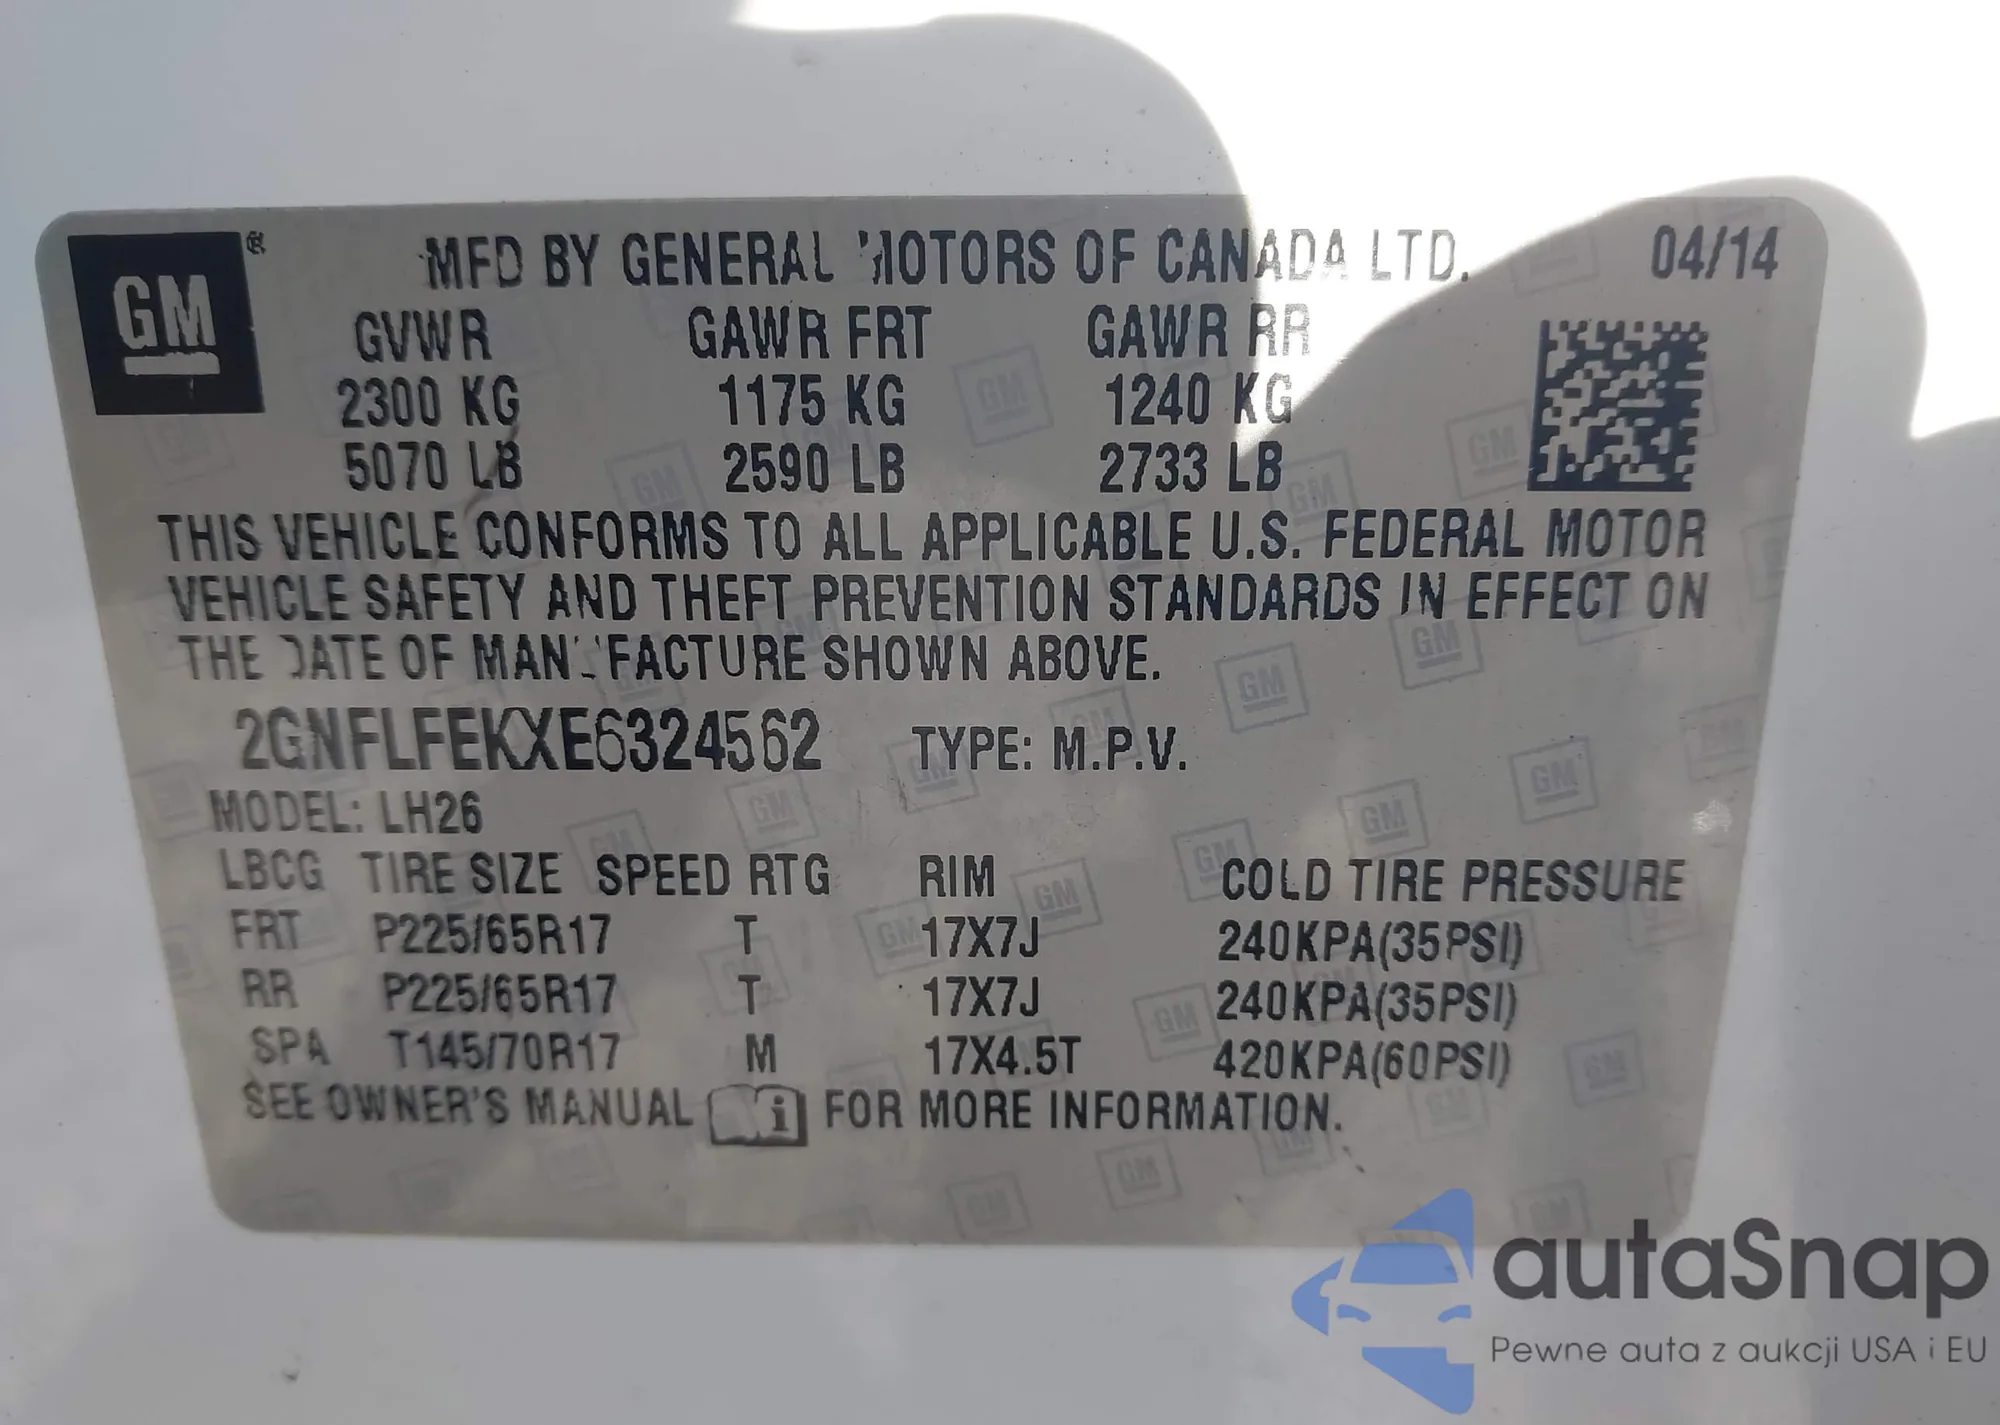 GM
MFD BY GENERAL MOTORS OF CANADA LTD. 04/14
GVWR GAWR FRT GAWR RR
2300 KG 1175 KG 1240 KG
5070 LB 2590 LB 2733 LB
THIS VEHICLE CONFORMS TO ALL APPLICABLE U.S. FEDERAL MOTOR
VEHICLE SAFETY AND THEFT PREVENTION STANDARDS IN EFFECT ON
THE DATE OF MANUFACTURE SHOWN ABOVE.
2GNFLFEKXE6324562 TYPE: M.P.V.
MODEL: LH26
LBCG TIRE SIZE SPEED RTG RIM COLD TIRE PRESSURE
FRT P225/65R17 T 17X7J 240KPA(35PSI)
RR P225/65R17 T 17X7J 240KPA(35PSI)
SPA T145/70R17 M 17X4.5T 420KPA(60PSI)
SEE OWNER'S MANUAL i FOR MORE INFORMATION.
autaSnap
Pewne auta z aukcji USA i EU